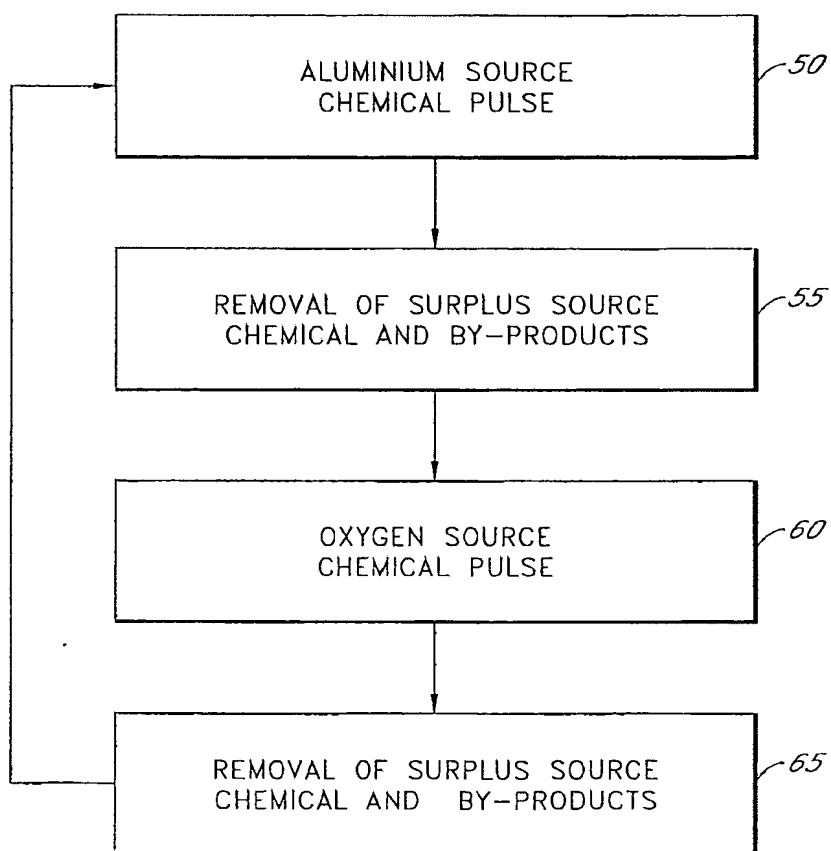 ALUMINIUM SOURCE
CHEMICAL PULSE
50
REMOVAL OF SURPLUS SOURCE
CHEMICAL AND BY-PRODUCTS
55
OXYGEN SOURCE
CHEMICAL PULSE
60
REMOVAL OF SURPLUS SOURCE
CHEMICAL AND BY-PRODUCTS
65